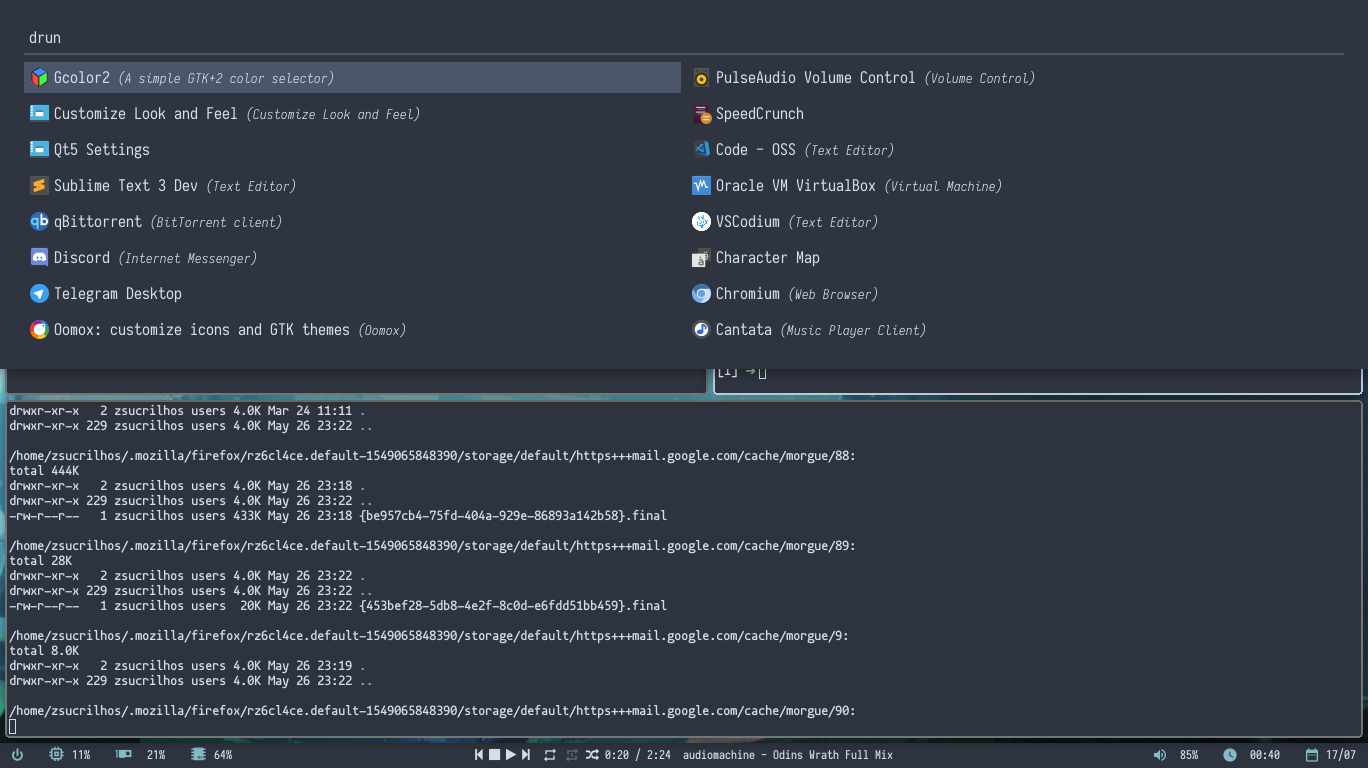 drun
Gcolor2 (A simple GTK+2 color selector)
Customize Look and Feel (Customize Look and Feel)
Qt5 Settings
Sublime Text 3 Dev (Text Editor)
qBittorrent (BitTorrent client)
Discord (Internet Messenger)
Telegram Desktop
Oomox: customize icons and GTK themes (Oomox)
PulseAudio Volume Control (Volume Control)
SpeedCrunch
Code - OSS (Text Editor)
Oracle VM VirtualBox (Virtual Machine)
VSCodium (Text Editor)
Character Map
Chromium (Web Browser)
Cantata (Music Player Client)
[1] →
drwxr-xr-x   2 zsucrilhos users 4.0K Mar 24 11:11 .
drwxr-xr-x 229 zsucrilhos users 4.0K May 26 23:22 ..
/home/zsucrilhos/.mozilla/firefox/rz6cl4ce.default-1549065848390/storage/default/https+++mail.google.com/cache/morgue/88:
total 444K
drwxr-xr-x   2 zsucrilhos users 4.0K May 26 23:18 .
drwxr-xr-x 229 zsucrilhos users 4.0K May 26 23:22 ..
-rw-r--r--   1 zsucrilhos users 433K May 26 23:18 {be957cb4-75fd-404a-929e-86893a142b58}.final
/home/zsucrilhos/.mozilla/firefox/rz6cl4ce.default-1549065848390/storage/default/https+++mail.google.com/cache/morgue/89:
total 28K
drwxr-xr-x   2 zsucrilhos users 4.0K May 26 23:22 .
drwxr-xr-x 229 zsucrilhos users 4.0K May 26 23:22 ..
-rw-r--r--   1 zsucrilhos users  20K May 26 23:22 {453bef28-5db8-4e2f-8c0d-e6fdd51bb459}.final
/home/zsucrilhos/.mozilla/firefox/rz6cl4ce.default-1549065848390/storage/default/https+++mail.google.com/cache/morgue/9:
total 8.0K
drwxr-xr-x   2 zsucrilhos users 4.0K May 26 23:19 .
drwxr-xr-x 229 zsucrilhos users 4.0K May 26 23:22 ..
/home/zsucrilhos/.mozilla/firefox/rz6cl4ce.default-1549065848390/storage/default/https+++mail.google.com/cache/morgue/90:
11% 21% 64% 0:20 / 2:24 audiomachine - Odins Wrath Full Mix 85% 00:40 17/07